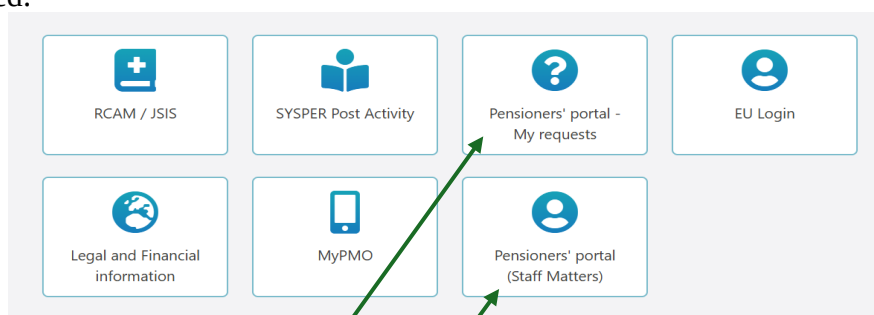 ed.
RCAM / JSIS
SYSPER Post Activity
Pensioners' portal -
My requests
EU Login
Legal and Financial
information
MyPMO
Pensioners' portal
(Staff Matters)